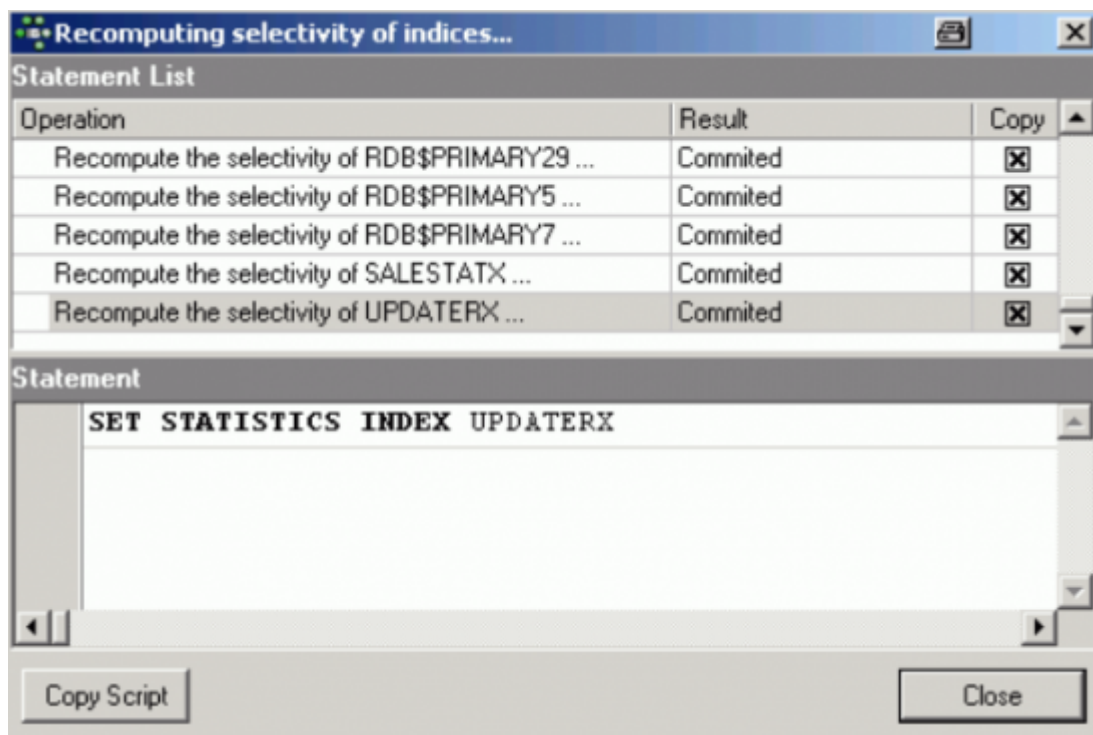 Recomputing selectivity of indices...
Statement List
Operation Result Copy
Recompute the selectivity of RDB$PRIMARY29 ... Commited
Recompute the selectivity of RDB$PRIMARY5 ... Commited
Recompute the selectivity of RDB$PRIMARY7 ... Commited
Recompute the selectivity of SALESTATX ... Commited
Recompute the selectivity of UPDATERX ... Commited
Statement
SET STATISTICS INDEX UPDATERX
Copy Script Close